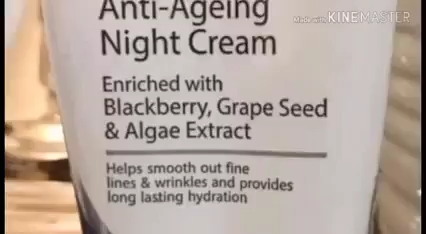 Made with KINEMASTER
Anti-Ageing
Night Cream
Enriched with
Blackberry, Grape Seed
& Algae Extract
Helps smooth out fine
lines & wrinkles and provides
long lasting hydration